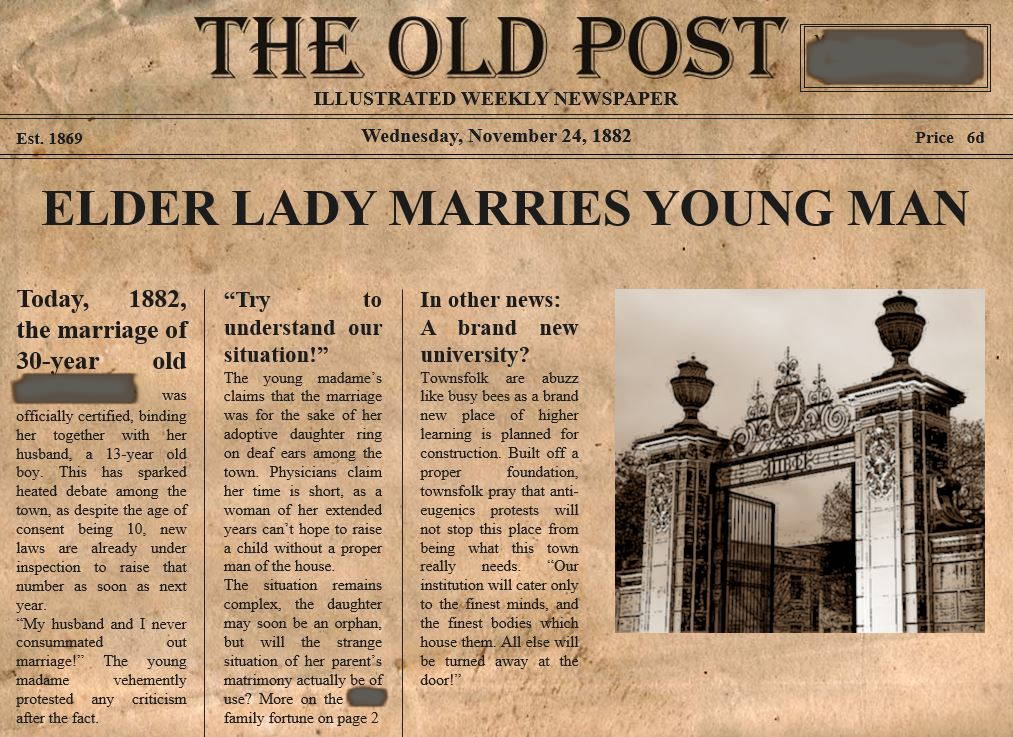 THE OLD POST
ILLUSTRATED WEEKLY NEWSPAPER
Est. 1869
Wednesday, November 24, 1882
Price 6d
ELDER LADY MARRIES YOUNG MAN
Today, 1882,
the marriage of
30-year old
was
officially certified, binding
her together with her
husband, a 13-year old
boy. This has sparked
heated debate among the
town, as despite the age of
consent being 10, new
laws are already under
inspection to raise that
number as soon as next
year.
“My husband and I never
consummated out
marriage!” The young
madame vehemently
protested any criticism
after the fact.
“Try to
understand our
situation!”
The young madame’s
claims that the marriage
was for the sake of her
adoptive daughter ring
on deaf ears among the
town. Physicians claim
her time is short, as a
woman of her extended
years can’t hope to raise
a child without a proper
man of the house.
The situation remains
complex, the daughter
may soon be an orphan,
but will the strange
situation of her parent’s
matrimony actually be of
use? More on the
family fortune on page 2
In other news:
A brand new
university?
Townsfolk are abuzz
like busy bees as a brand
new place of higher
learning is planned for
construction. Built off a
proper foundation,
townsfolk pray that anti-
eugenics protests will
not stop this place from
being what this town
really needs. “Our
institution will cater only
to the finest minds, and
the finest bodies which
house them. All else will
be turned away at the
door!”